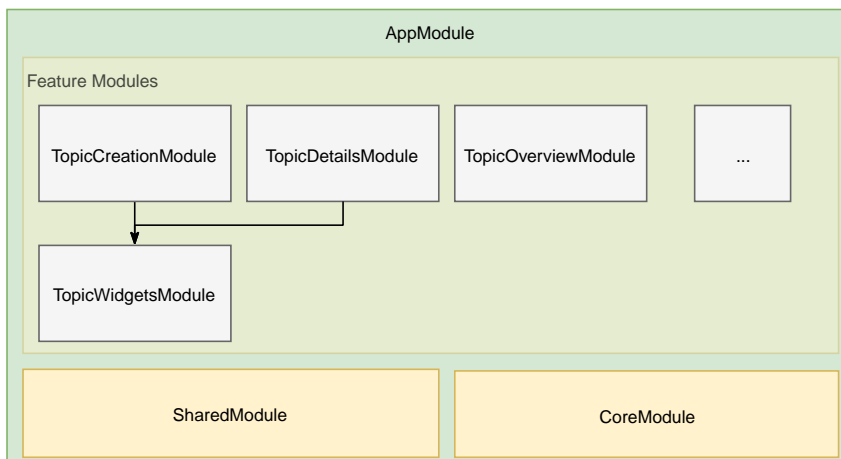 AppModule
Feature Modules
TopicCreationModule
TopicDetailsModule
TopicOverviewModule
...
TopicWidgetsModule
SharedModule
CoreModule